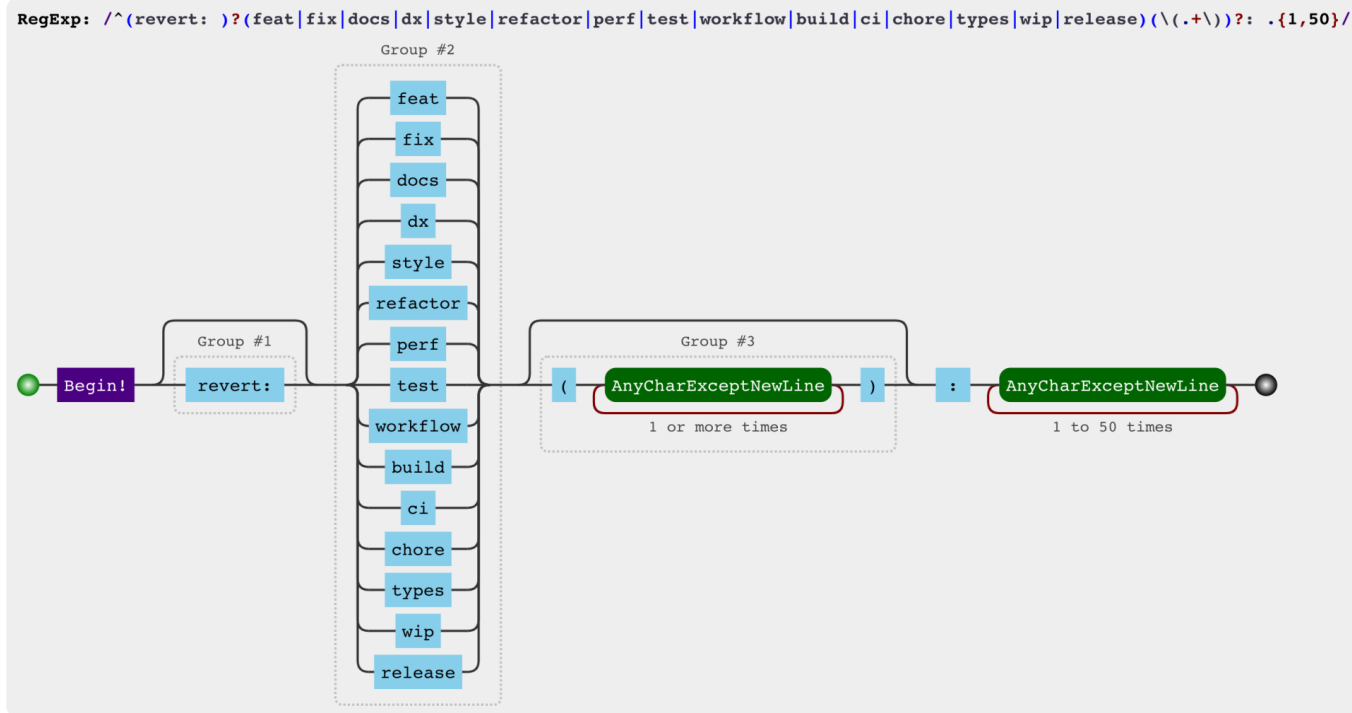 RegExp: /^(revert: )?(feat|fix|docs|dx|style|refactor|perf|test|workflow|build|ci|chore|types|wip|release)(\(.+\))?: .{1,50}/
Group #2
feat
fix
docs
dx
style
refactor
perf
Group #1
Group #3
Begin!
revert:
test
(
AnyCharExceptNewLine
)
:
AnyCharExceptNewLine
1 or more times
1 to 50 times
workflow
build
ci
chore
types
wip
release